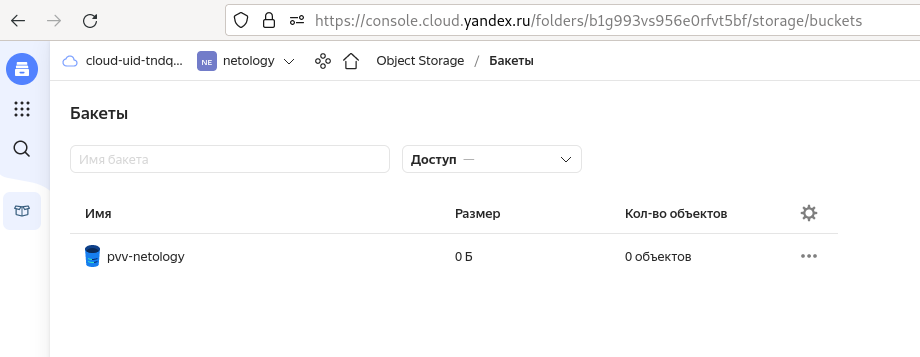 https://console.cloud.yandex.ru/folders/b1g993vs956e0rfvt5bf/storage/buckets
cloud-uid-tndq... NE netology Object Storage / Бакеты
Бакеты
Имя бакета Доступ —
Имя Размер Кол-во объектов
pvv-netology 0 Б 0 объектов